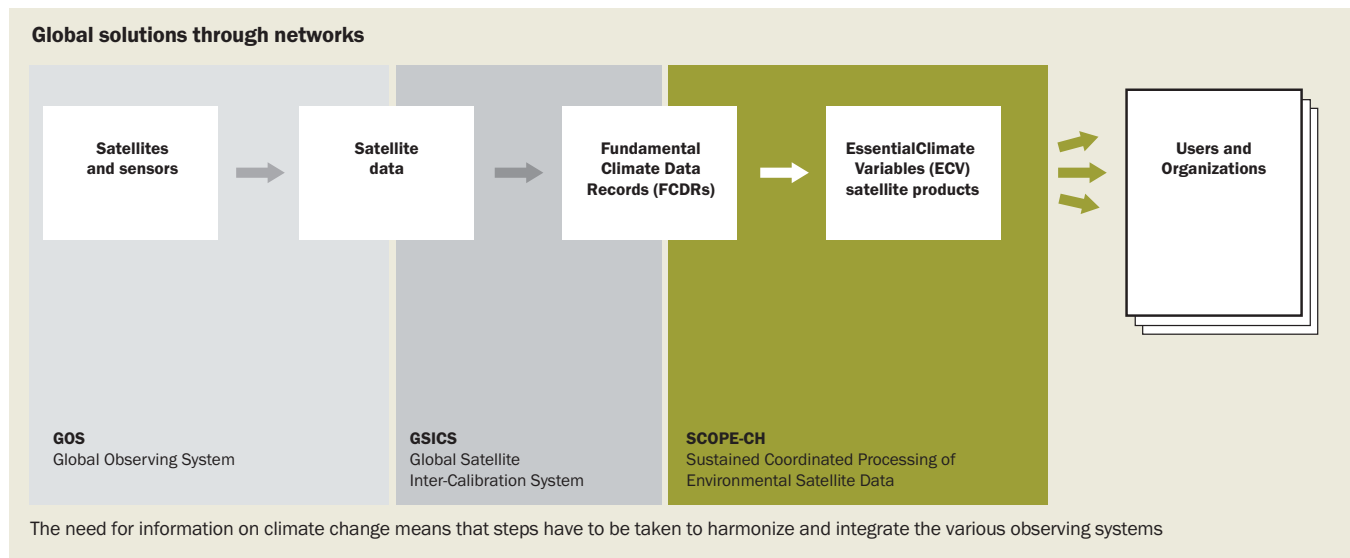 Global solutions through networks
Satellites
and sensors
Satellite
data
Fundamental
Climate Data
Records (FCDRs)
EssentialClimate
Variables (ECV)
satellite products
Users and
Organizations
GOS
Global Observing System
GSICS
Global Satellite
Inter-Calibration System
SCOPE-CH
Sustained Coordinated Processing of
Environmental Satellite Data
The need for information on climate change means that steps have to be taken to harmonize and integrate the various observing systems